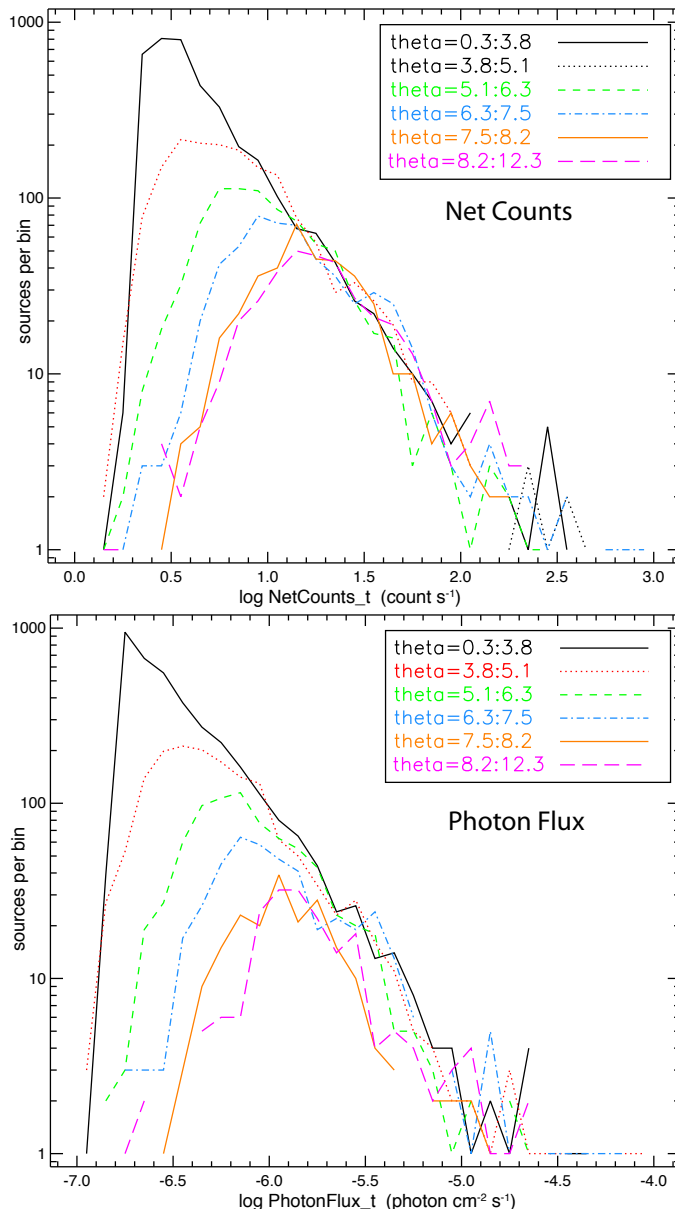 1000
100
10
1
sources per bin
theta=0.3:3.8
theta=3.8:5.1
theta=5.1:6.3
theta=6.3:7.5
theta=7.5:8.2
theta=8.2:12.3
Net Counts
0.0 0.5 1.0 1.5 2.0 2.5 3.0
log NetCounts_t (count s-1)
1000
100
10
1
sources per bin
theta=0.3:3.8
theta=3.8:5.1
theta=5.1:6.3
theta=6.3:7.5
theta=7.5:8.2
theta=8.2:12.3
Photon Flux
-7.0 -6.5 -6.0 -5.5 -5.0 -4.5 -4.0
log PhotonFlux_t (photon cm-2 s-1)